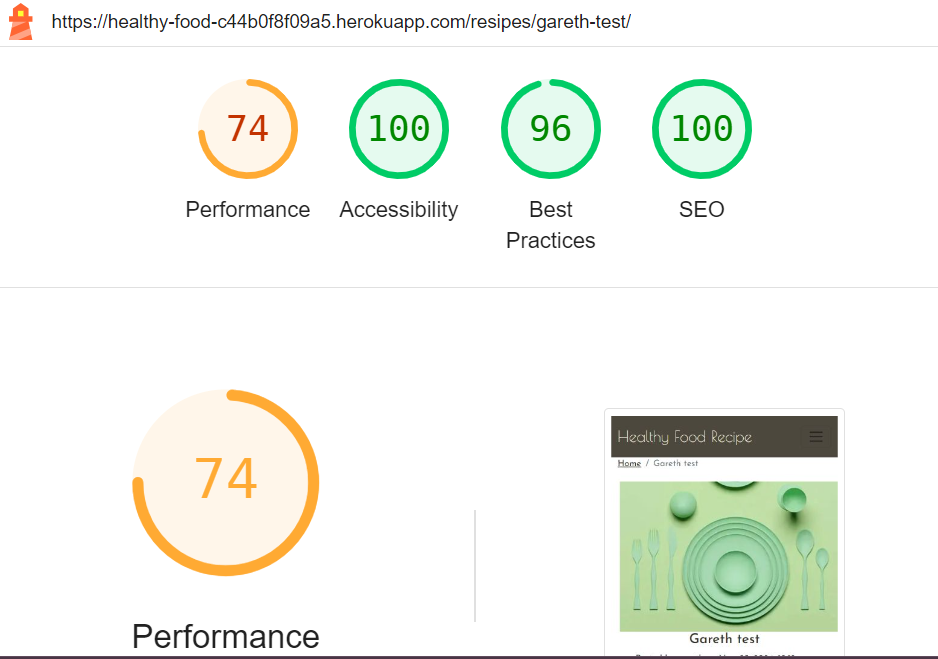 https://healthy-food-c44b0f8f09a5.herokuapp.com/resipes/gareth-test/
74 100 96 100
Performance Accessibility Best Practices SEO
74
Performance
Healthy Food Recipe
Home / Gareth test
Gareth test